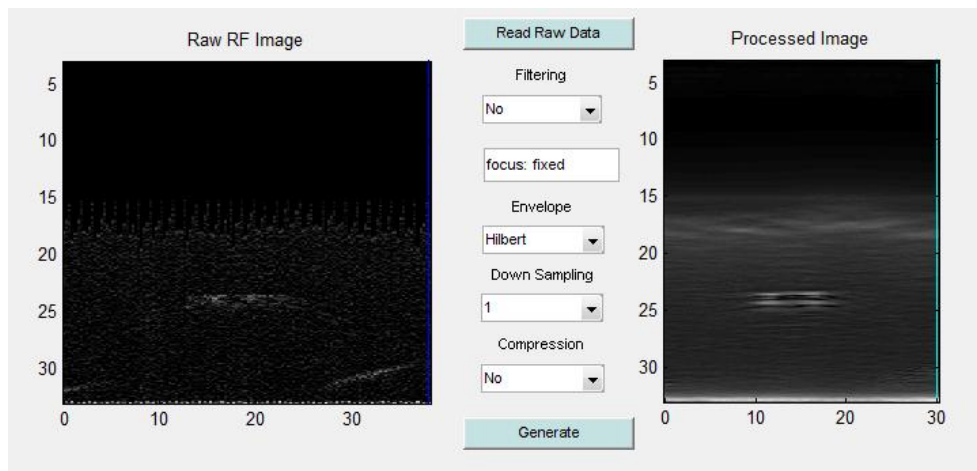 Raw RF Image
5
10
15
20
25
30
0
10
20
30
Read Raw Data
Filtering
No
focus: fixed
Envelope
Hilbert
Down Sampling
1
Compression
No
Generate
Processed Image
5
10
15
20
25
30
0
10
20
30